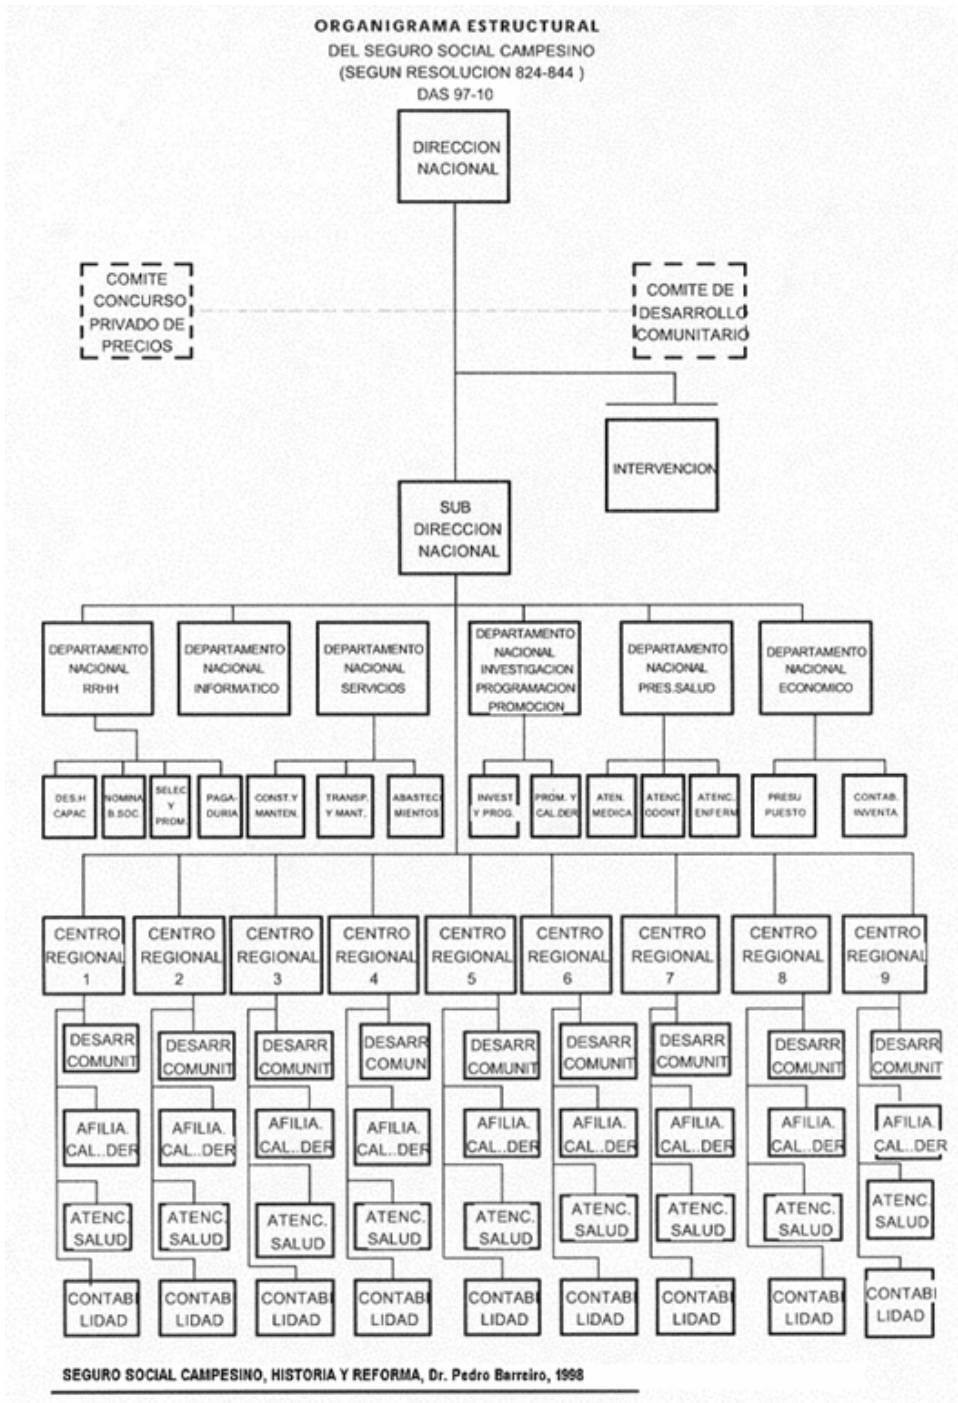 ORGANIGRAMA ESTRUCTURAL
DEL SEGURO SOCIAL CAMPESINO
(SEGUN RESOLUCION 824-844 )
DAS 97-10
DIRECCION
NACIONAL
COMITE
CONCURSO
PRIVADO DE
PRECIOS
COMITE DE
DESARROLLO
COMUNITARIO
INTERVENCION
SUB
DIRECCION
NACIONAL
DEPARTAMENTO
NACIONAL
RRHH
DEPARTAMENTO
NACIONAL
INFORMATICO
DEPARTAMENTO
NACIONAL
SERVICIOS
DEPARTAMENTO
NACIONAL
INVESTIGACION
PROGRAMACION
PROMOCION
DEPARTAMENTO
NACIONAL
PRES.SALUD
DEPARTAMENTO
NACIONAL
ECONOMICO
DES.H
CAPAC
NOMINA
B.SOC.
SELEC
Y
PROM.
PAGA-
DURIA
CONST.Y
MANTEN.
TRANSP.
Y MANT.
ABASTECI
MIENTOS
INVEST
Y PROG.
PROM. Y
CAL.DER
ATEN.
MEDICA
ATENC.
ODONT.
ATENC.
ENFERM
PRESU
PUESTO
CONTAB.
INVENTA.
CENTRO
REGIONAL
1
CENTRO
REGIONAL
2
CENTRO
REGIONAL
3
CENTRO
REGIONAL
4
CENTRO
REGIONAL
5
CENTRO
REGIONAL
6
CENTRO
REGIONAL
7
CENTRO
REGIONAL
8
CENTRO
REGIONAL
9
DESARR
COMUNIT
DESARR
COMUNIT
DESARR
COMUNIT
DESARR
COMUN
DESARR
COMUNIT
DESARR
COMUNIT
DESARR
COMUNIT
DESARR
COMUNIT
DESARR
COMUNIT
AFILIA.
CAL..DER
AFILIA.
CAL..DER
AFILIA.
CAL..DER
AFILIA.
CAL..DER
AFILIA.
CAL..DER
AFILIA.
CAL..DER
AFILIA.
CAL..DER
AFILIA.
CAL..DER
AFILIA.
CAL..DER
ATENC.
SALUD
ATENC.
SALUD
ATENC.
SALUD
ATENC.
SALUD
ATENC.
SALUD
ATENC.
SALUD
ATENC.
SALUD
ATENC.
SALUD
ATENC.
SALUD
CONTABI
LIDAD
CONTABI
LIDAD
CONTABI
LIDAD
CONTABI
LIDAD
CONTABI
LIDAD
CONTABI
LIDAD
CONTABI
LIDAD
CONTABI
LIDAD
CONTABI
LIDAD
SEGURO SOCIAL CAMPESINO, HISTORIA Y REFORMA, Dr. Pedro Barreiro, 1998